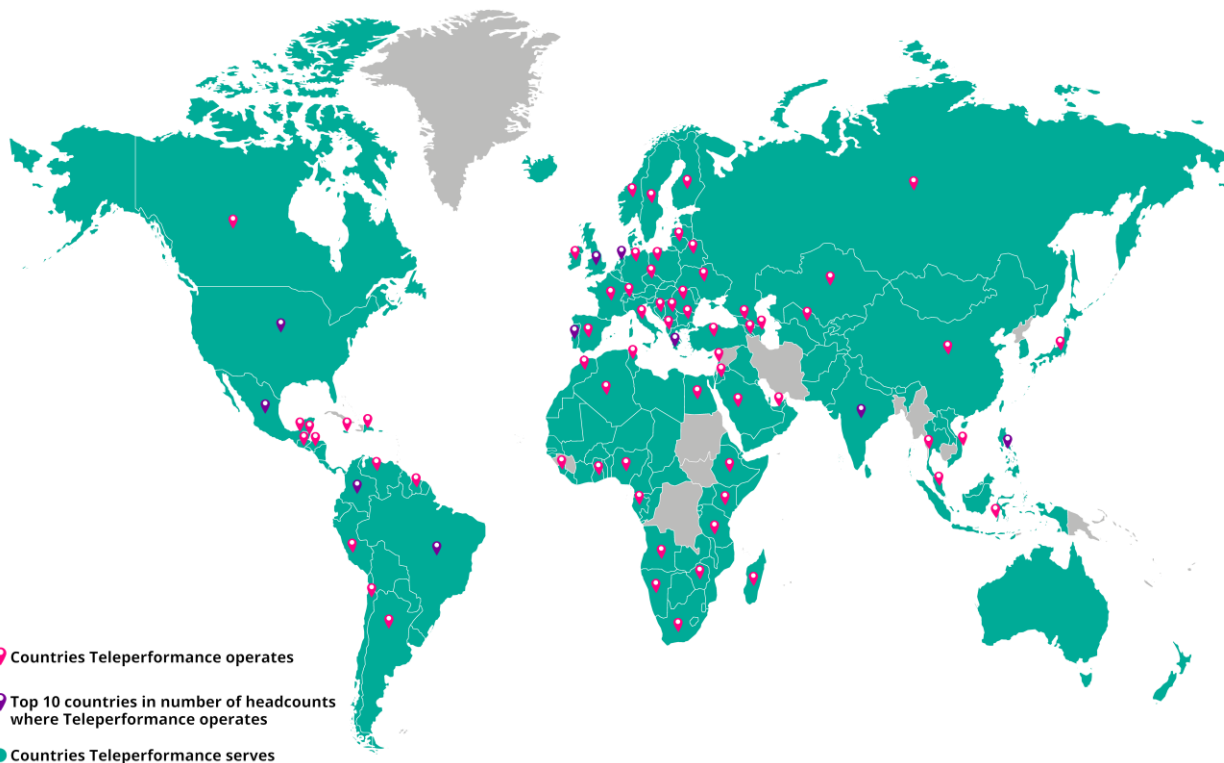 Countries Teleperformance operates
Top 10 countries in number of headcounts
where Teleperformance operates
Countries Teleperformance serves